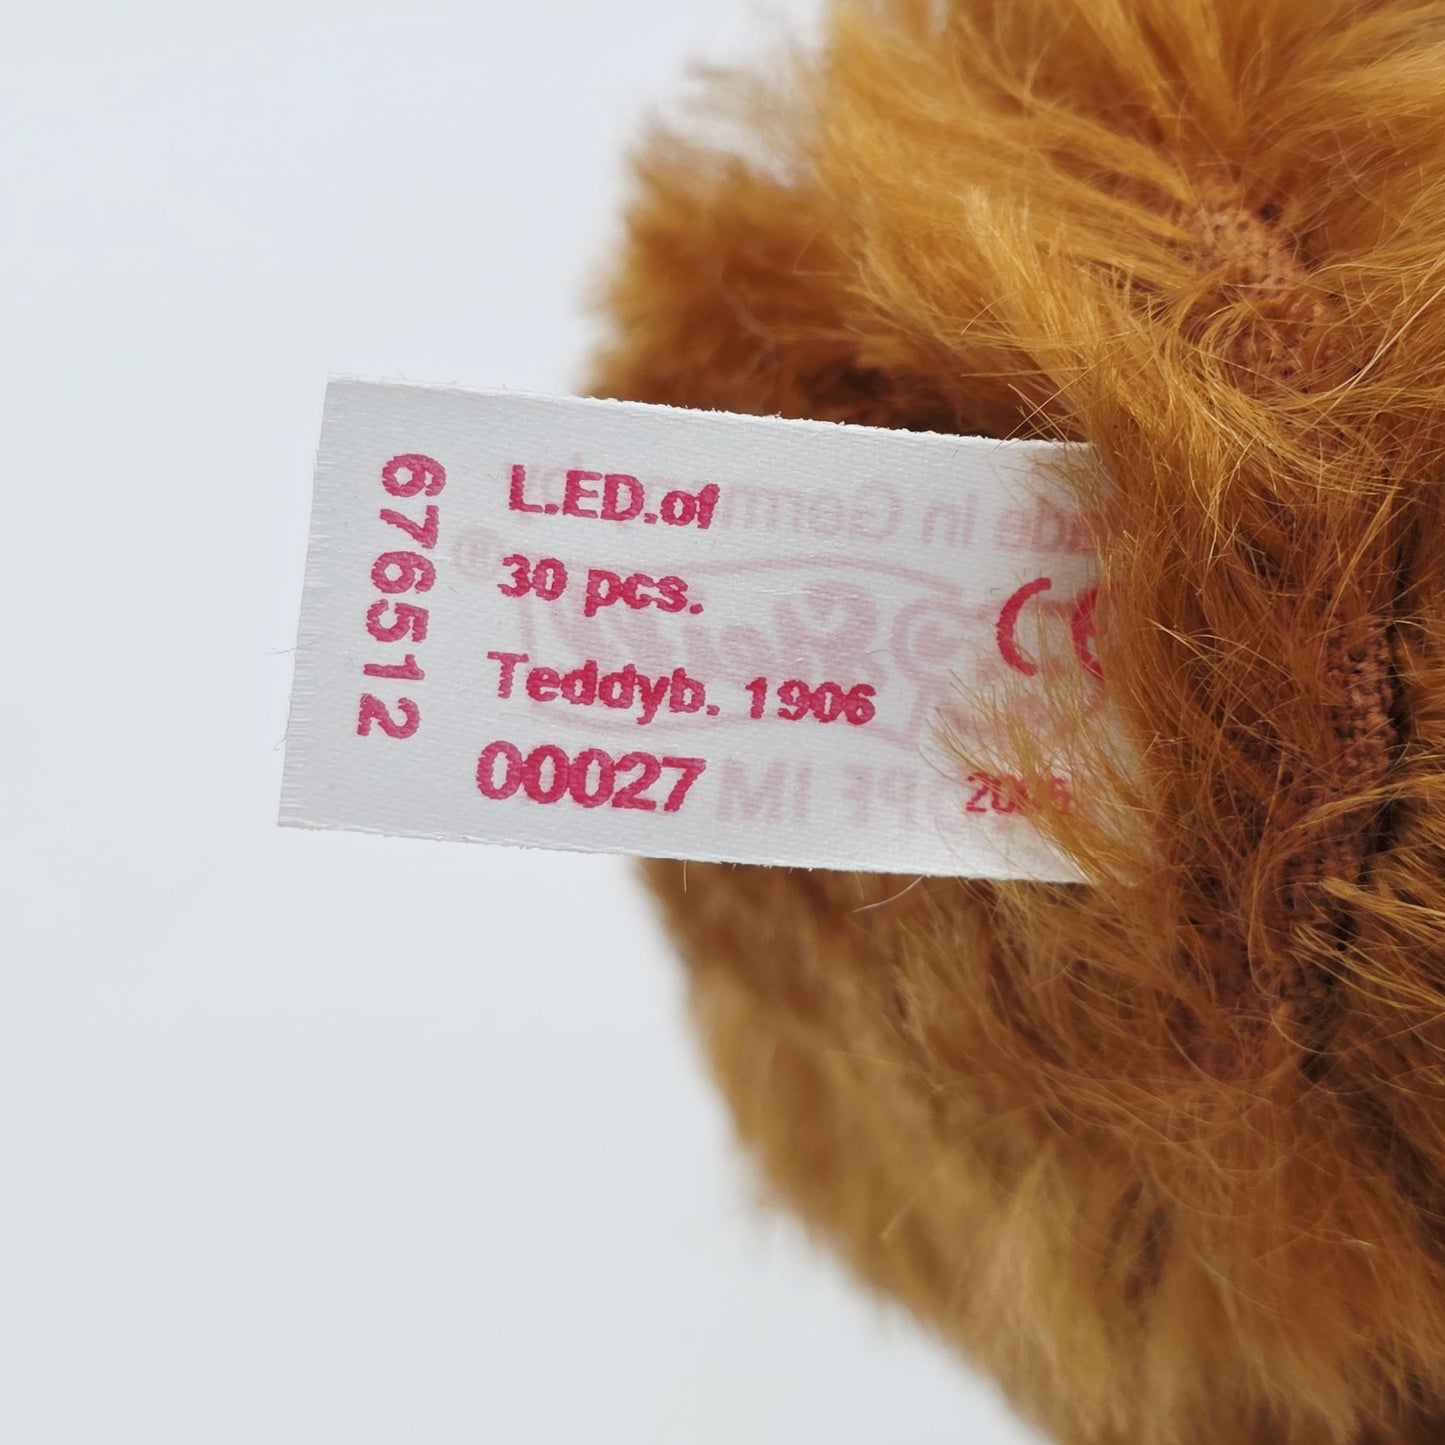 676512
L.ED.of
30 pcs.
Teddyb. 1906
00027